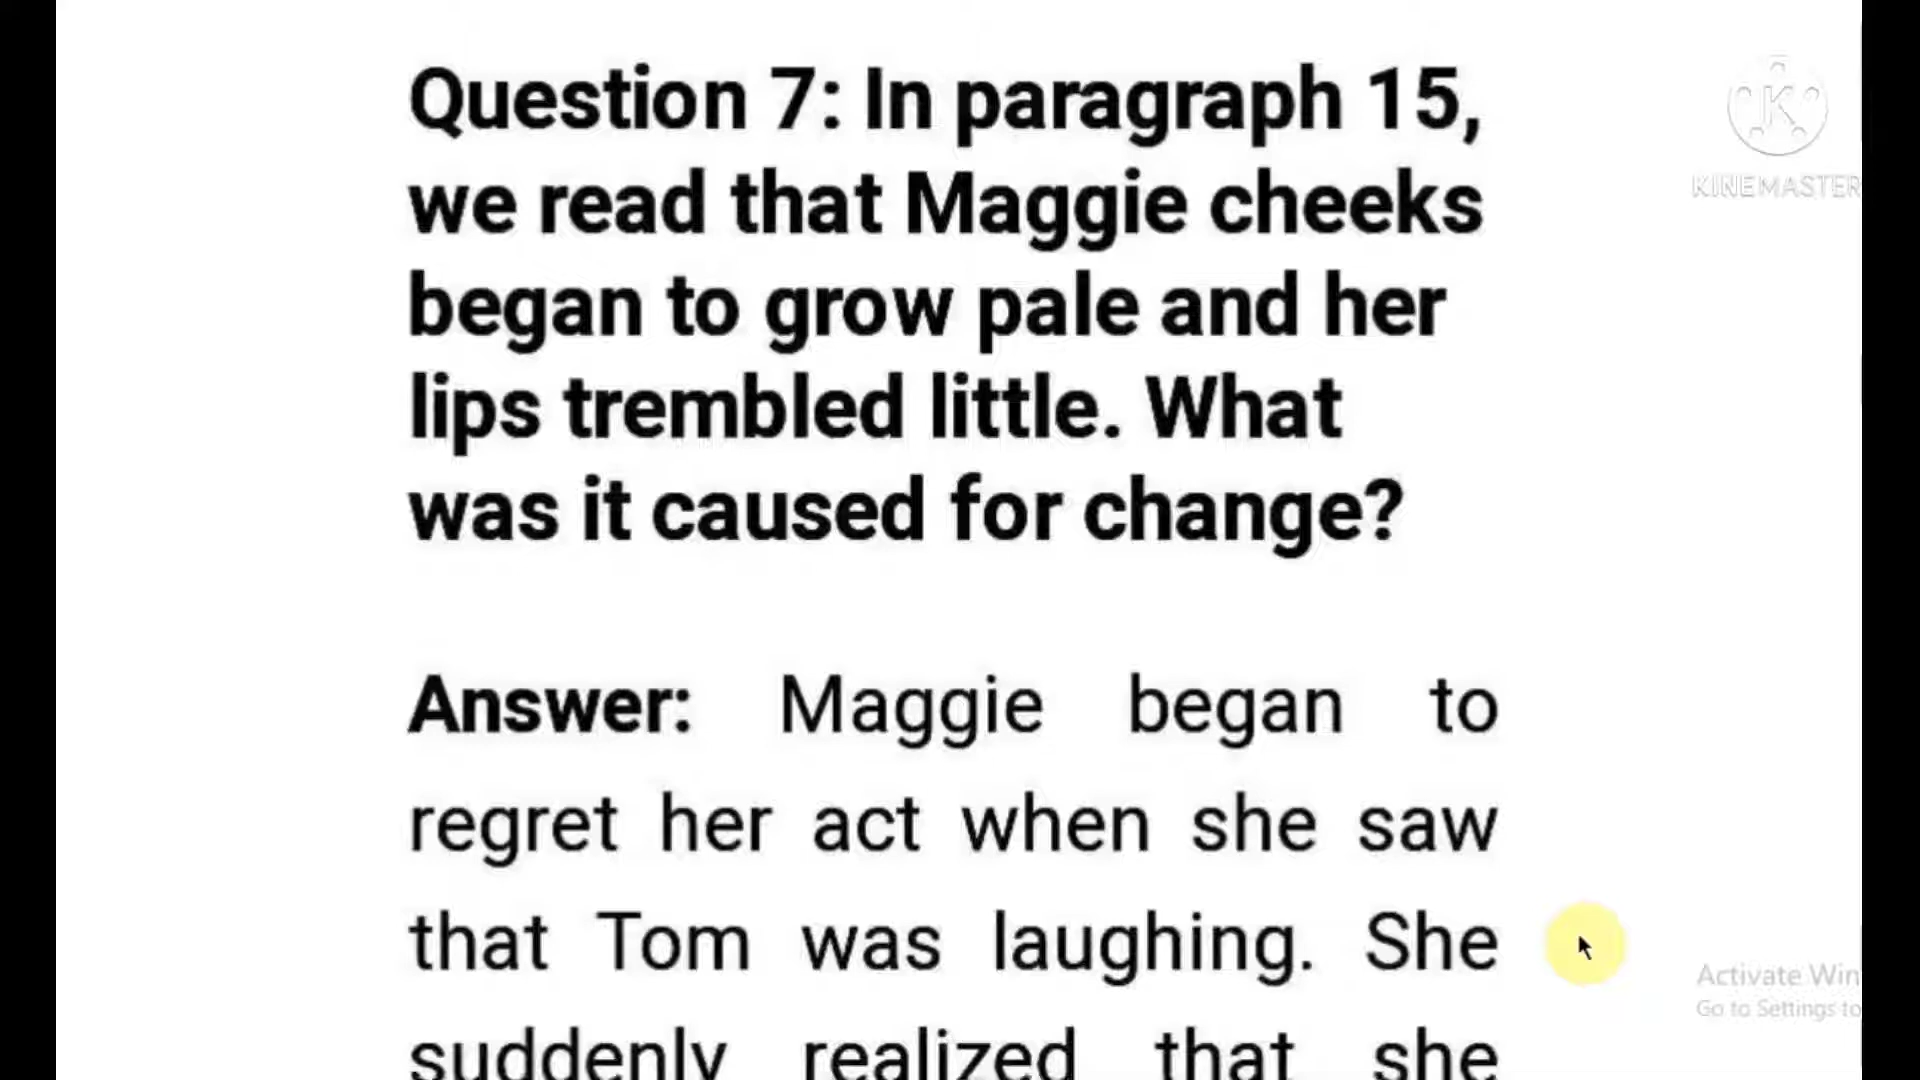 Question 7: In paragraph 15,
we read that Maggie cheeks
began to grow pale and her
lips trembled little. What
was it caused for change?
Answer: Maggie began to
regret her act when she saw
that Tom was laughing. She
suddenly realized that she
K
KINEMASTER
Activate Win
Go to Settings to